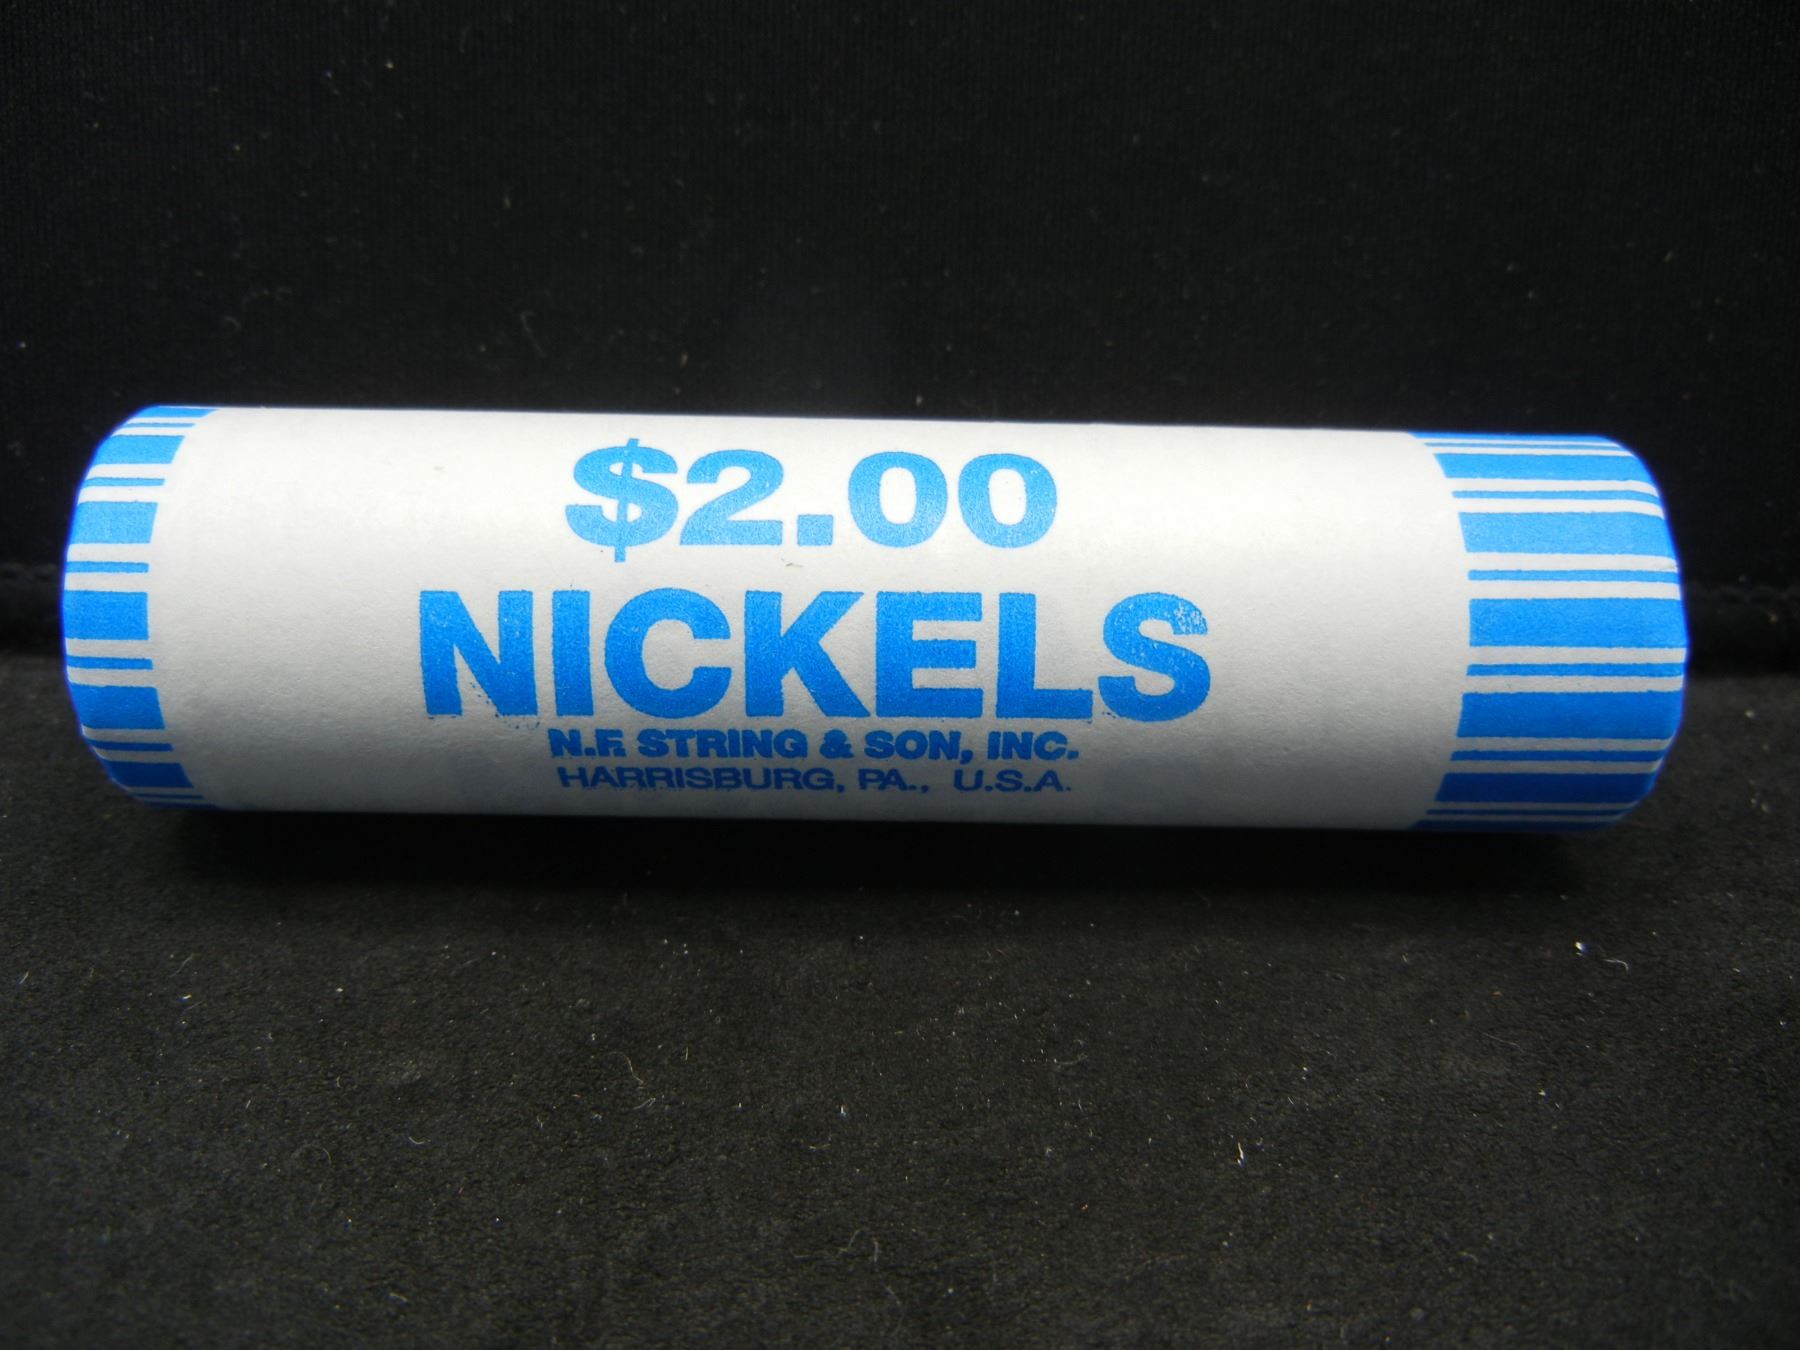 $2.00
NICKELS
N.F. STRING & SON, INC.
HARRISBURG, PA., U.S.A.